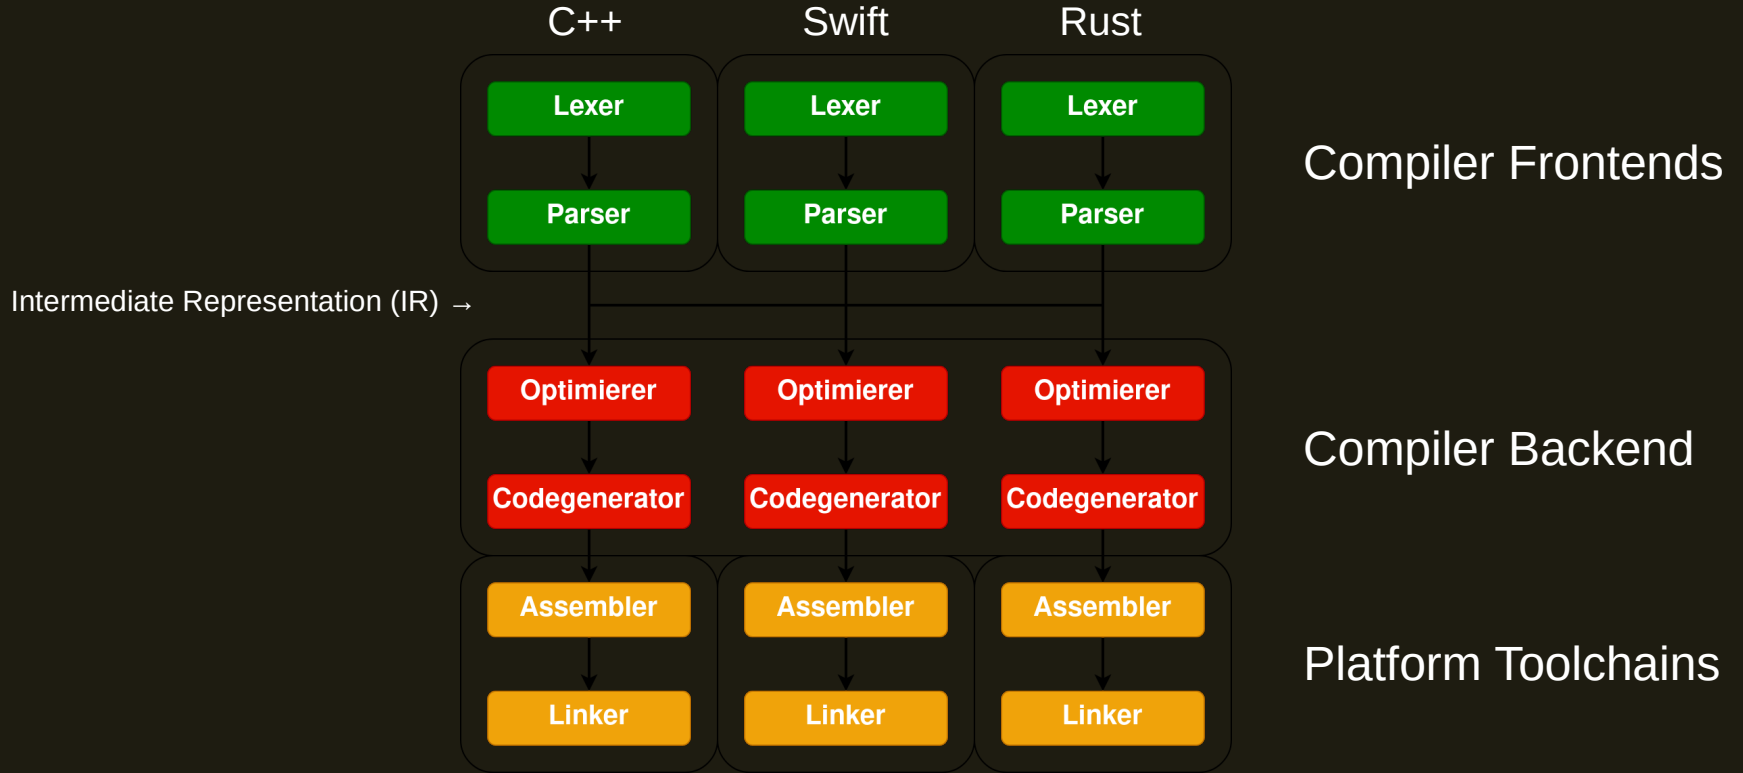 C++
Swift
Rust
Lexer
Lexer
Lexer
Compiler Frontends
Parser
Parser
Parser
Intermediate Representation (IR) →
Optimierer
Optimierer
Optimierer
Compiler Backend
Codegenerator
Codegenerator
Codegenerator
Assembler
Assembler
Assembler
Platform Toolchains
Linker
Linker
Linker